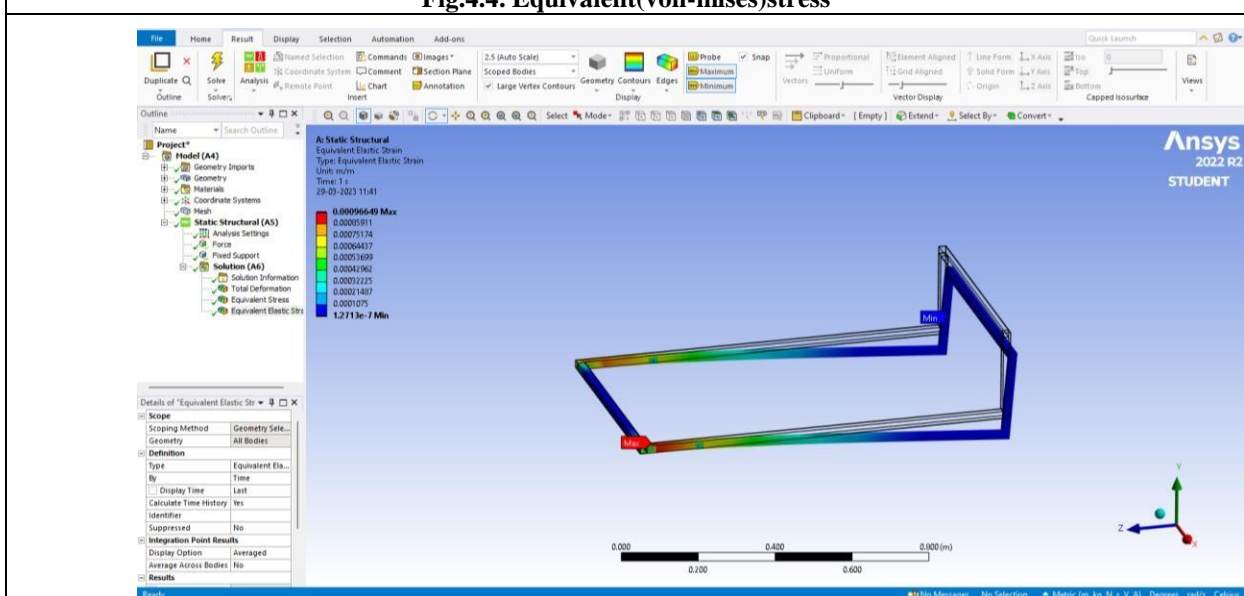 Fig.4.4. Equivalent(von-mises)stress
File Home Result Display Selection Automation Add-ons Quick Launch
Named Selection Commands Images 2.5 (Auto Scale) Probe Snap Proportional Element Aligned Line Form X Axis Iso 0
Coordinate System Comment Section Plane Scoped Bodies Maximum Uniform Grid Aligned Solid Form Y Axis Top
Duplicate Solve Analysis Remote Point Chart Annotation Large Vertex Contours Geometry Contours Edges Minimum Vectors Origin Z Axis Bottom Views
Outline Solver Insert Display Vector Display Capped Isosurface
Outline Select Mode Clipboard [Empty] Extend Select By Convert
Name Search Outline
Project*
Model (A4)
Geometry Imports
Geometry
Materials
Coordinate Systems
Mesh
Static Structural (A5)
Analysis Settings
Force
Fixed Support
Solution (A6)
Solution Information
Total Deformation
Equivalent Stress
Equivalent Elastic Stra
A: Static Structural
Equivalent Elastic Strain
Type: Equivalent Elastic Strain
Unit: m/m
Time: 1 s
29-03-2023 11:41
0.00096649 Max
0.00085911
0.00075174
0.00064437
0.00053699
0.00042962
0.00032225
0.00021487
0.0001075
1.2713e-7 Min
Ansys
2022 R2
STUDENT
Min
Max
Details of "Equivalent Elastic Str
Scope
Scoping Method Geometry Sele...
Geometry All Bodies
Definition
Type Equivalent Ela...
By Time
Display Time Last
Calculate Time History Yes
Identifier
Suppressed No
Integration Point Results
Display Option Averaged
Average Across Bodies No
Results
0.000 0.400 0.800 (m)
0.200 0.600
Y
Z
X
Ready No Messages No Selection Metric (m, kg, N, s, V, A) Degrees rad/s Celsius